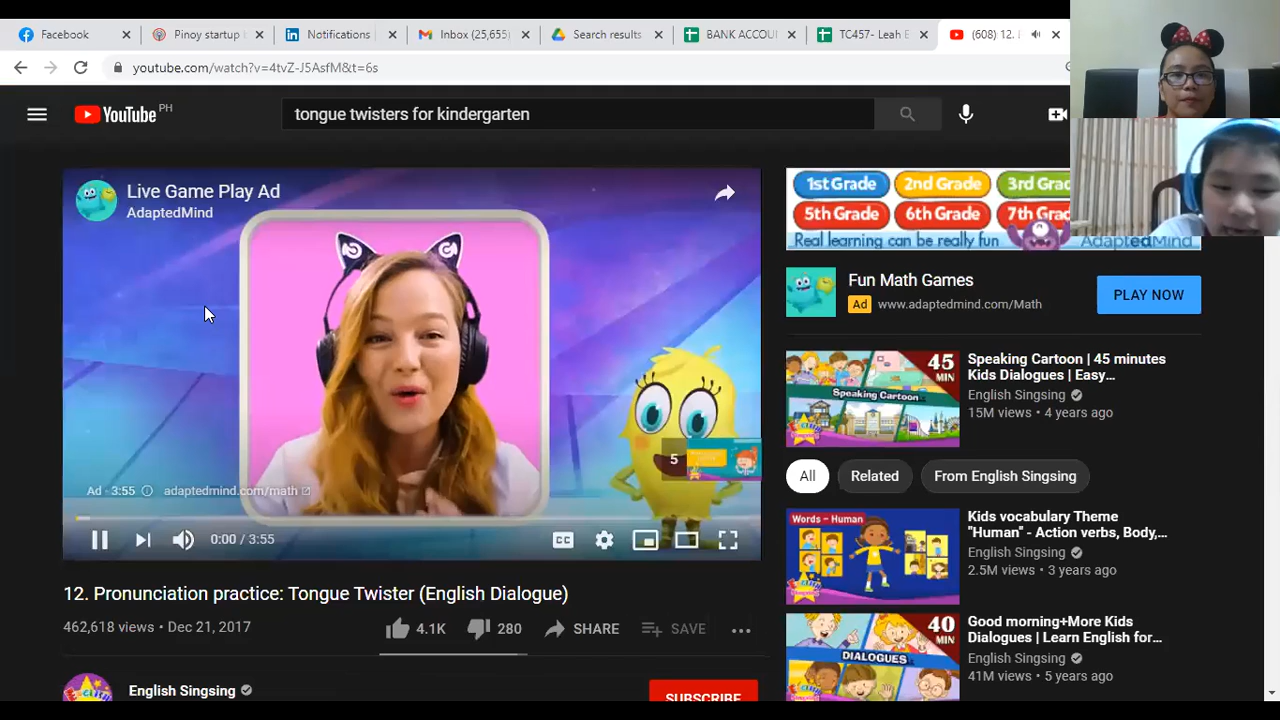 Facebook
Pinoy startup
Notifications
Inbox (25,655)
Search results
BANK ACCOU
TC457- Leah E
(608) 12.
youtube.com/watch?v=4tvZ-J5AsfM&t=6s
YouTube PH
tongue twisters for kindergarten
Live Game Play Ad
AdaptedMind
5
Ad · 3:55
adaptedmind.com/math
0:00 / 3:55
CC
12. Pronunciation practice: Tongue Twister (English Dialogue)
462,618 views • Dec 21, 2017
4.1K
280
SHARE
SAVE
English Singsing
SUBSCRIBE
1st Grade
2nd Grade
3rd Gra
5th Grade
6th Grade
7th
Real learning can be really fun
AdaptedMind
Fun Math Games
Ad www.adaptedmind.com/Math
PLAY NOW
45
MIN
Speaking Cartoon
Speaking Cartoon | 45 minutes
Kids Dialogues | Easy...
English Singsing
15M views • 4 years ago
All
Related
From English Singsing
Words - Human
Kids vocabulary Theme
"Human" - Action verbs, Body,...
English Singsing
2.5M views • 3 years ago
40
MIN
DIALOGUES
Good morning+More Kids
Dialogues | Learn English for...
English Singsing
41M views • 5 years ago